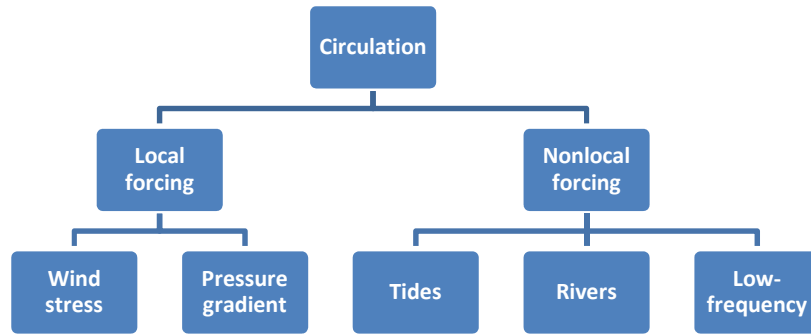 Circulation
Local
forcing
Nonlocal
forcing
Wind
stress
Pressure
gradient
Tides
Rivers
Low-
frequency